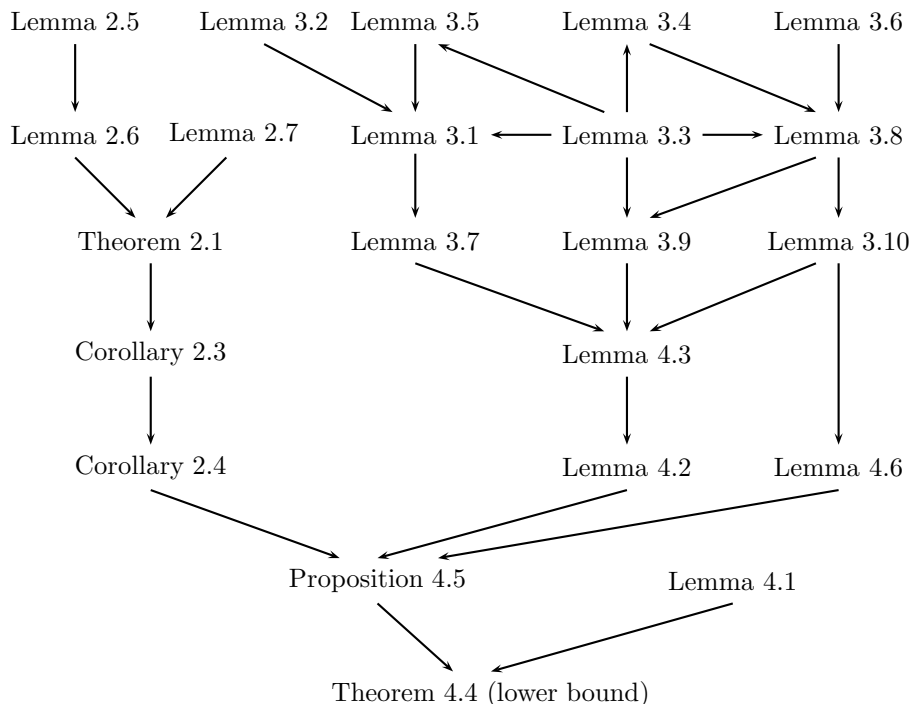 Lemma 2.5 Lemma 3.2 Lemma 3.5 Lemma 3.4 Lemma 3.6
Lemma 2.6 Lemma 2.7 Lemma 3.1 Lemma 3.3 Lemma 3.8
Theorem 2.1 Lemma 3.7 Lemma 3.9 Lemma 3.10
Corollary 2.3 Lemma 4.3
Corollary 2.4 Lemma 4.2 Lemma 4.6
Proposition 4.5 Lemma 4.1
Theorem 4.4 (lower bound)